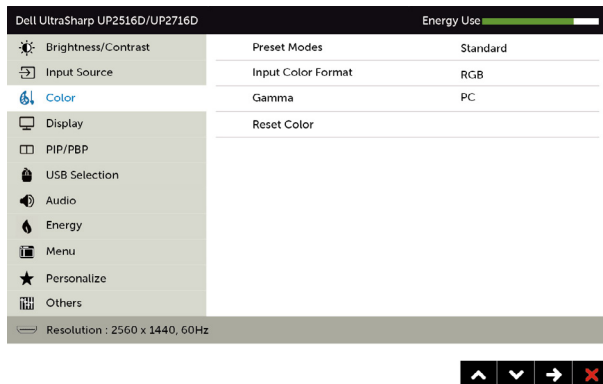 Dell UltraSharp UP2516D/UP2716D Energy Use
Brightness/Contrast Preset Modes Standard
Input Source Input Color Format RGB
Color Gamma PC
Display Reset Color
PIP/PBP
USB Selection
Audio
Energy
Menu
Personalize
Others
Resolution : 2560 x 1440, 60Hz